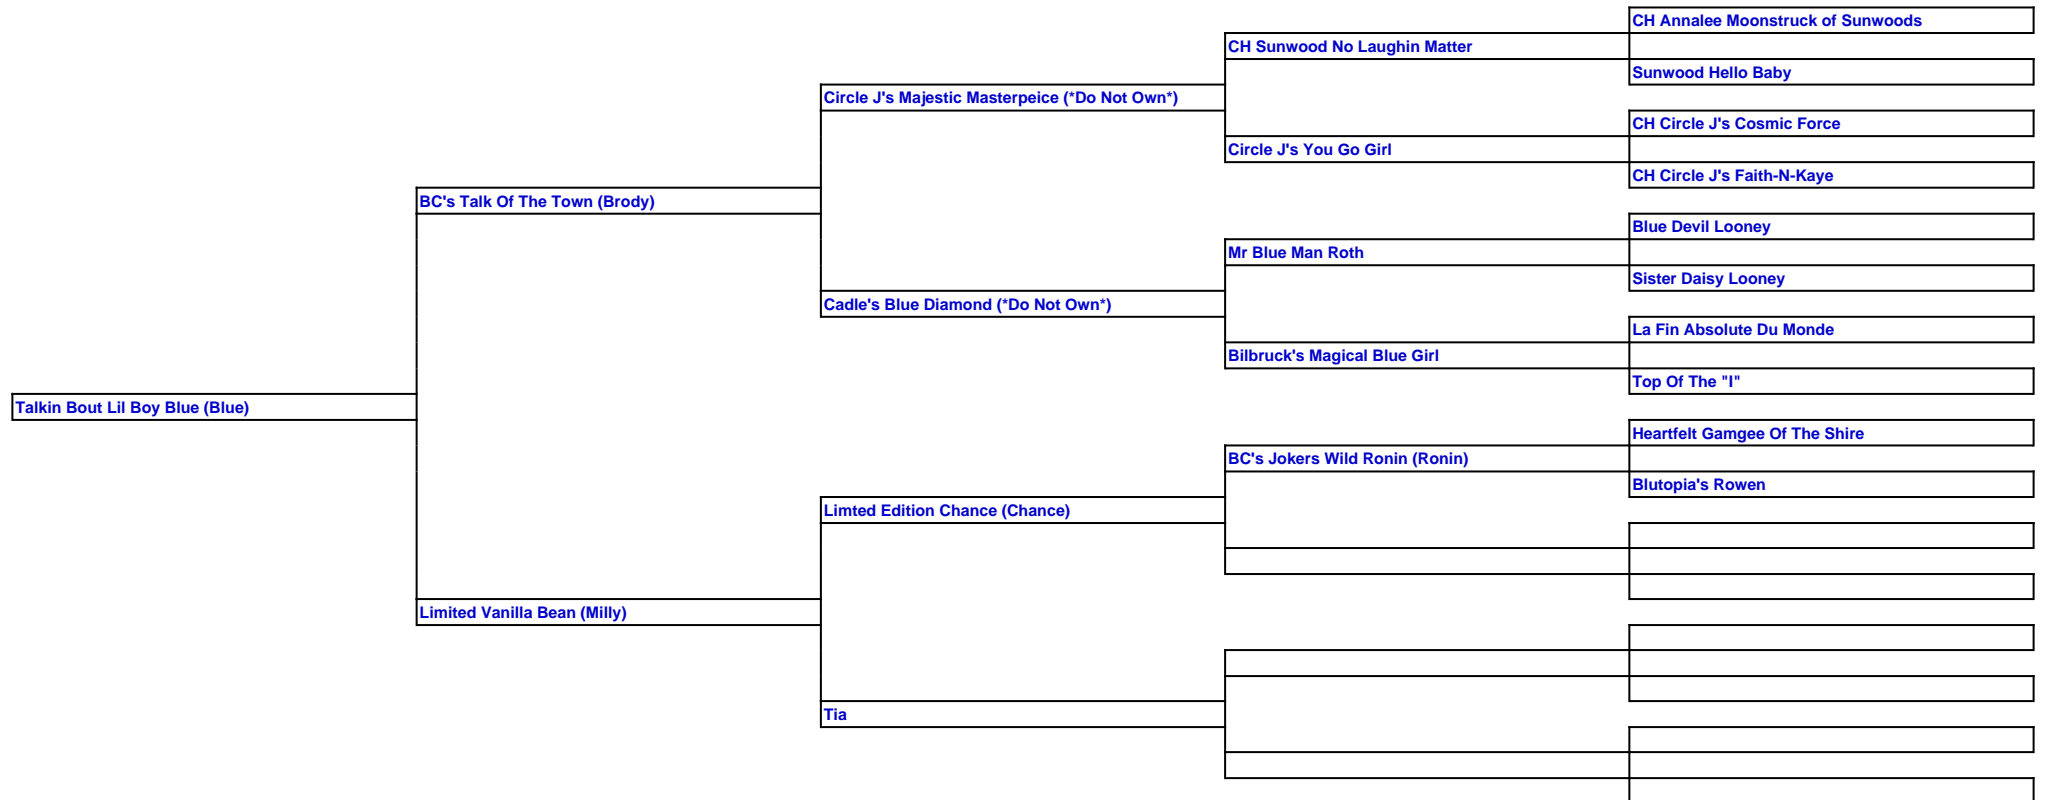 CH Annalee Moonstruck of Sunwoods
CH Sunwood No Laughin Matter
Sunwood Hello Baby
Circle J's Majestic Masterpeice (*Do Not Own*)
CH Circle J's Cosmic Force
Circle J's You Go Girl
CH Circle J's Faith-N-Kaye
BC's Talk Of The Town (Brody)
Blue Devil Looney
Mr Blue Man Roth
Sister Daisy Looney
Cadle's Blue Diamond (*Do Not Own*)
La Fin Absolute Du Monde
Bilbruck's Magical Blue Girl
Top Of The "I"
Talkin Bout Lil Boy Blue (Blue)
Heartfelt Gamgee Of The Shire
BC's Jokers Wild Ronin (Ronin)
Blutopia's Rowen
Limted Edition Chance (Chance)
Limited Vanilla Bean (Milly)
Tia